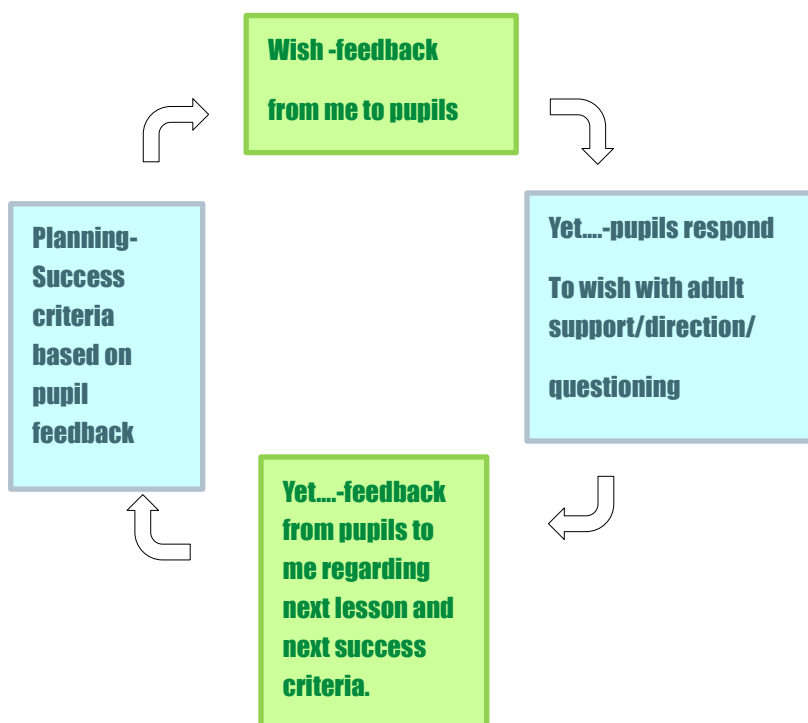 Wish -feedback
from me to pupils
Yet....-pupils respond
To wish with adult
support/direction/
questioning
Yet....-feedback
from pupils to
me regarding
next lesson and
next success
criteria.
Planning-
Success
criteria
based on
pupil
feedback